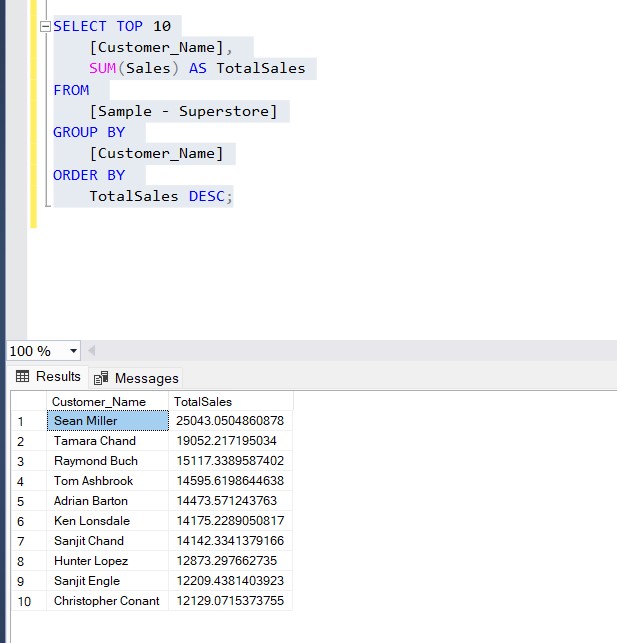 SELECT TOP 10
[Customer_Name],
SUM(Sales) AS TotalSales
FROM
[Sample - Superstore]
GROUP BY
[Customer_Name]
ORDER BY
TotalSales DESC;
100 %
Results Messages
Customer_Name TotalSales
1 Sean Miller 25043.0504860878
2 Tamara Chand 19052.217195034
3 Raymond Buch 15117.3389587402
4 Tom Ashbrook 14595.6198644638
5 Adrian Barton 14473.571243763
6 Ken Lonsdale 14175.2289050817
7 Sanjit Chand 14142.3341379166
8 Hunter Lopez 12873.297662735
9 Sanjit Engle 12209.4381403923
10 Christopher Conant 12129.0715373755